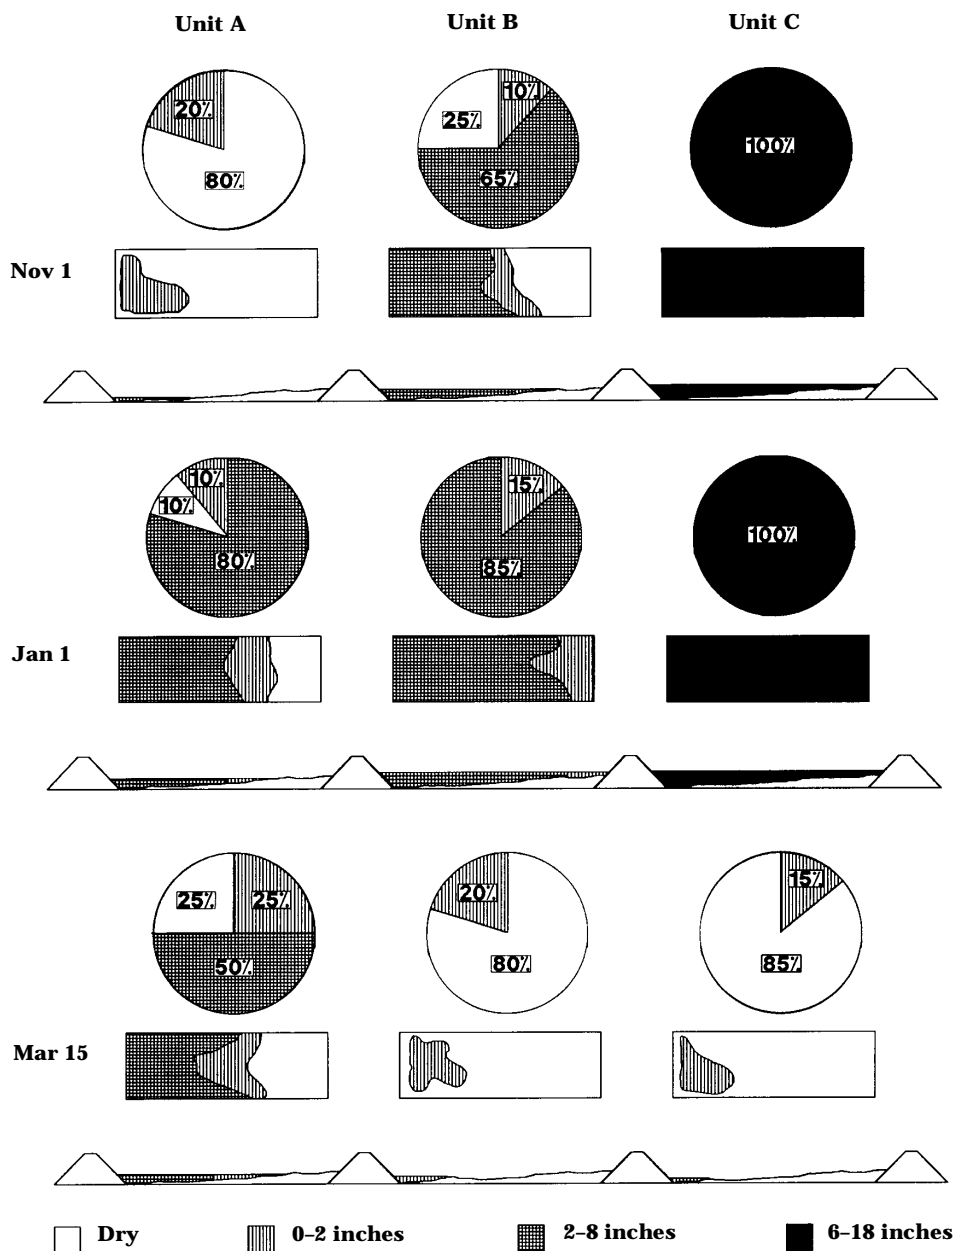 Unit A Unit B Unit C
20% 80% 25% 10% 65% 100%
Nov 1
10% 10% 80% 15% 85% 100%
Jan 1
25% 25% 50% 20% 80% 15% 85%
Mar 15
Dry 0–2 inches 2–8 inches 6–18 inches